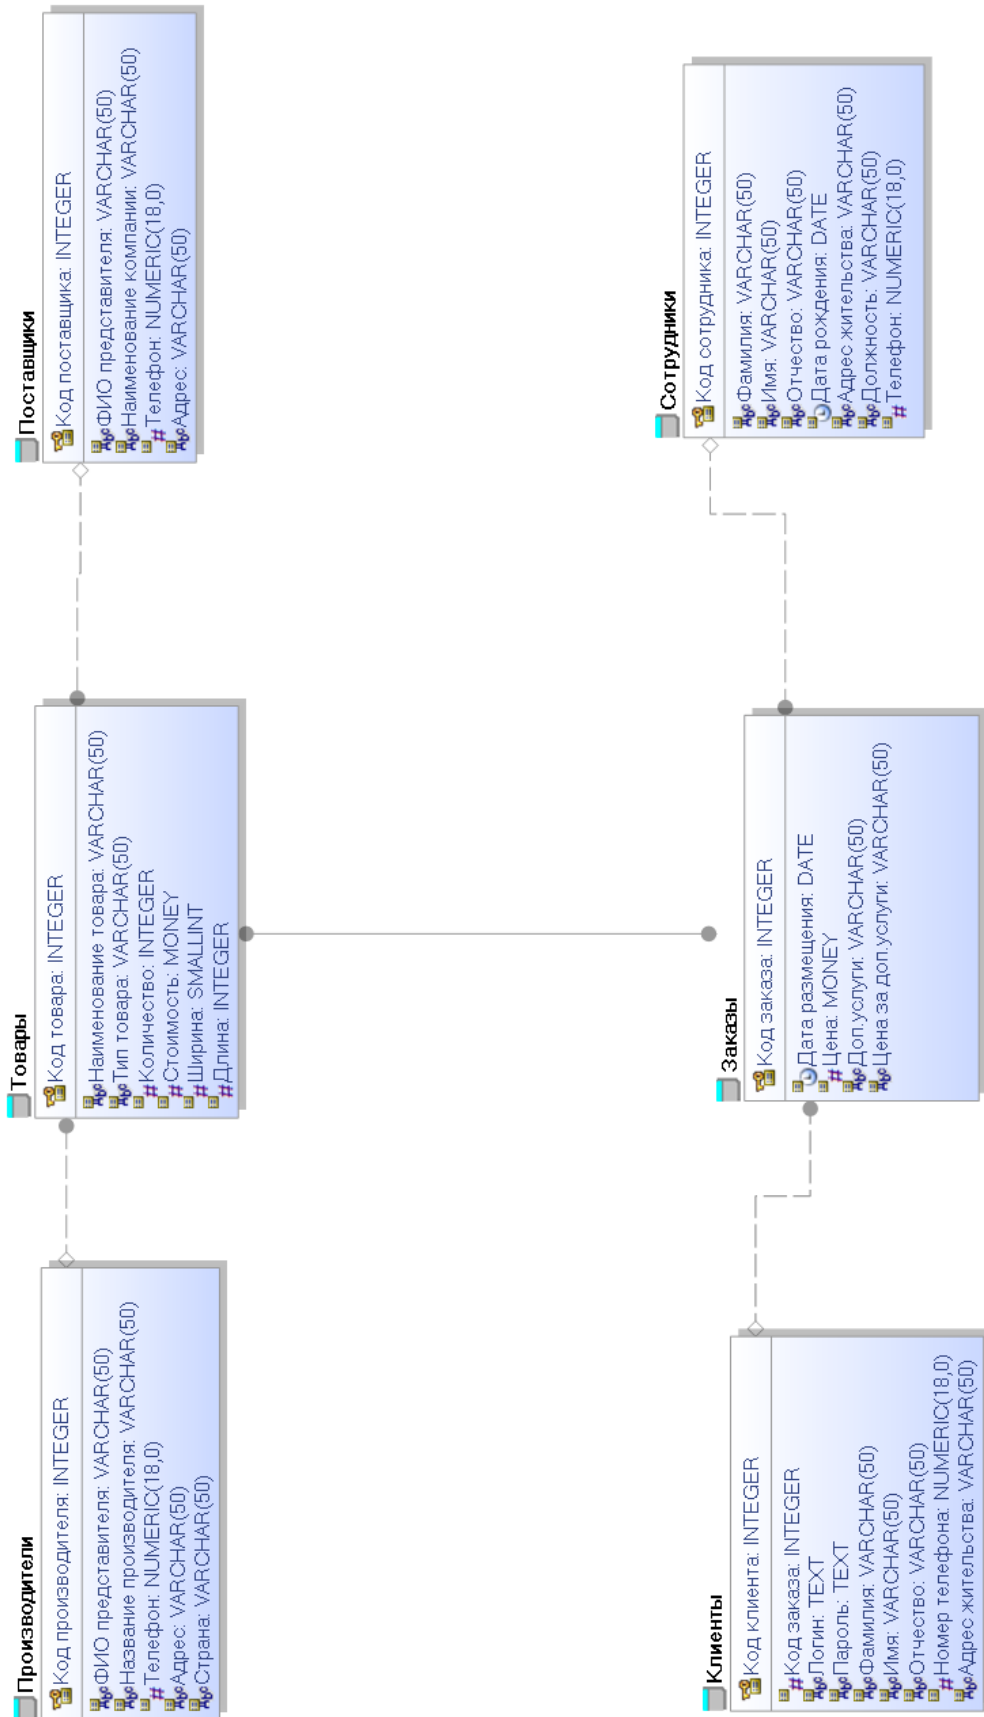 Производители
Код производителя: INTEGER
ФИО представителя: VARCHAR(50)
Название производителя: VARCHAR(50)
Телефон: NUMERIC(18,0)
Адрес: VARCHAR(50)
Страна: VARCHAR(50)
Товары
Код товара: INTEGER
Наименование товара: VARCHAR(50)
Тип товара: VARCHAR(50)
Количество: INTEGER
Стоимость: MONEY
Ширина: SMALLINT
Длина: INTEGER
Поставщики
Код поставщика: INTEGER
ФИО представителя: VARCHAR(50)
Наименование компании: VARCHAR(50)
Телефон: NUMERIC(18,0)
Адрес: VARCHAR(50)
Клиенты
Код клиента: INTEGER
Код заказа: INTEGER
Логин: TEXT
Пароль: TEXT
Фамилия: VARCHAR(50)
Имя: VARCHAR(50)
Отчество: VARCHAR(50)
Номер телефона: NUMERIC(18,0)
Адрес жительства: VARCHAR(50)
Заказы
Код заказа: INTEGER
Дата размещения: DATE
Цена: MONEY
Доп.услуги: VARCHAR(50)
Цена за доп.услуги: VARCHAR(50)
Сотрудники
Код сотрудника: INTEGER
Фамилия: VARCHAR(50)
Имя: VARCHAR(50)
Отчество: VARCHAR(50)
Дата рождения: DATE
Адрес жительства: VARCHAR(50)
Должность: VARCHAR(50)
Телефон: NUMERIC(18,0)